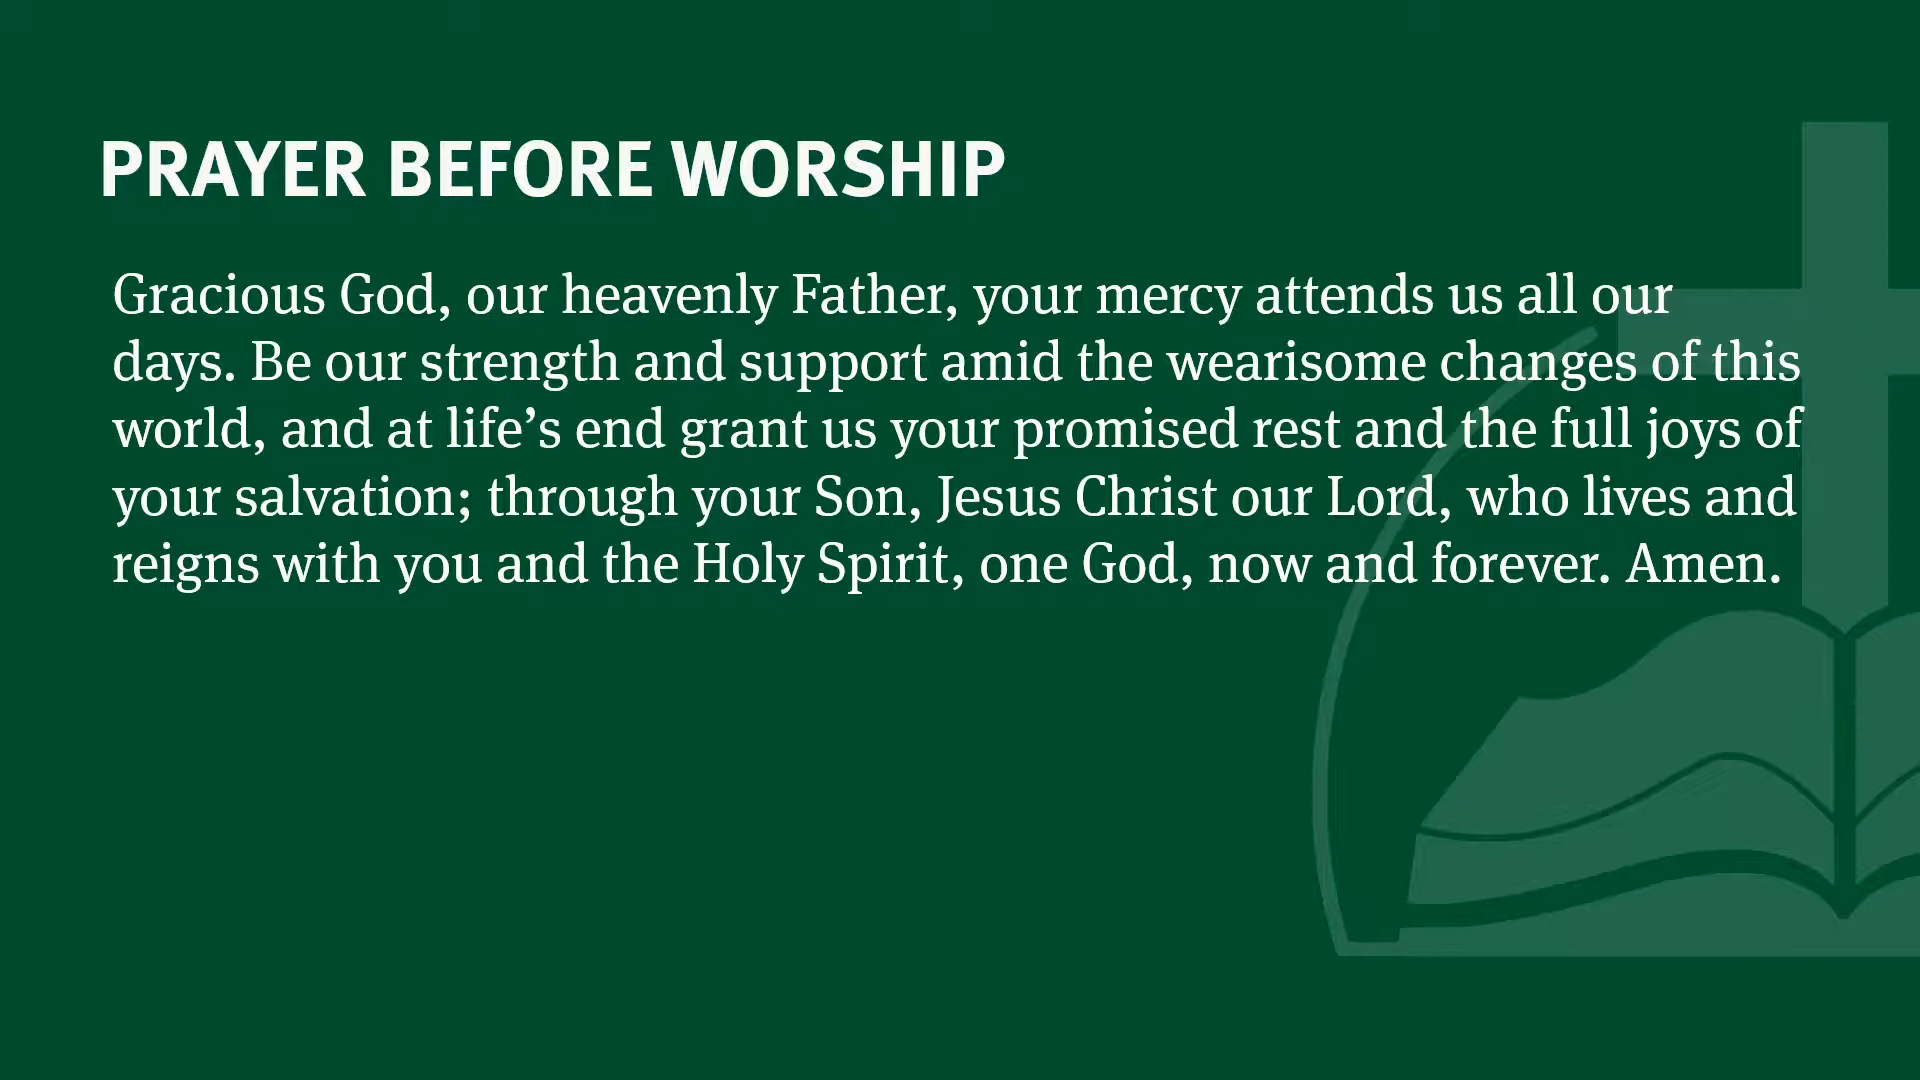 PRAYER BEFORE WORSHIP
Gracious God, our heavenly Father, your mercy attends us all our
days. Be our strength and support amid the wearisome changes of this
world, and at life’s end grant us your promised rest and the full joys of
your salvation; through your Son, Jesus Christ our Lord, who lives and
reigns with you and the Holy Spirit, one God, now and forever. Amen.